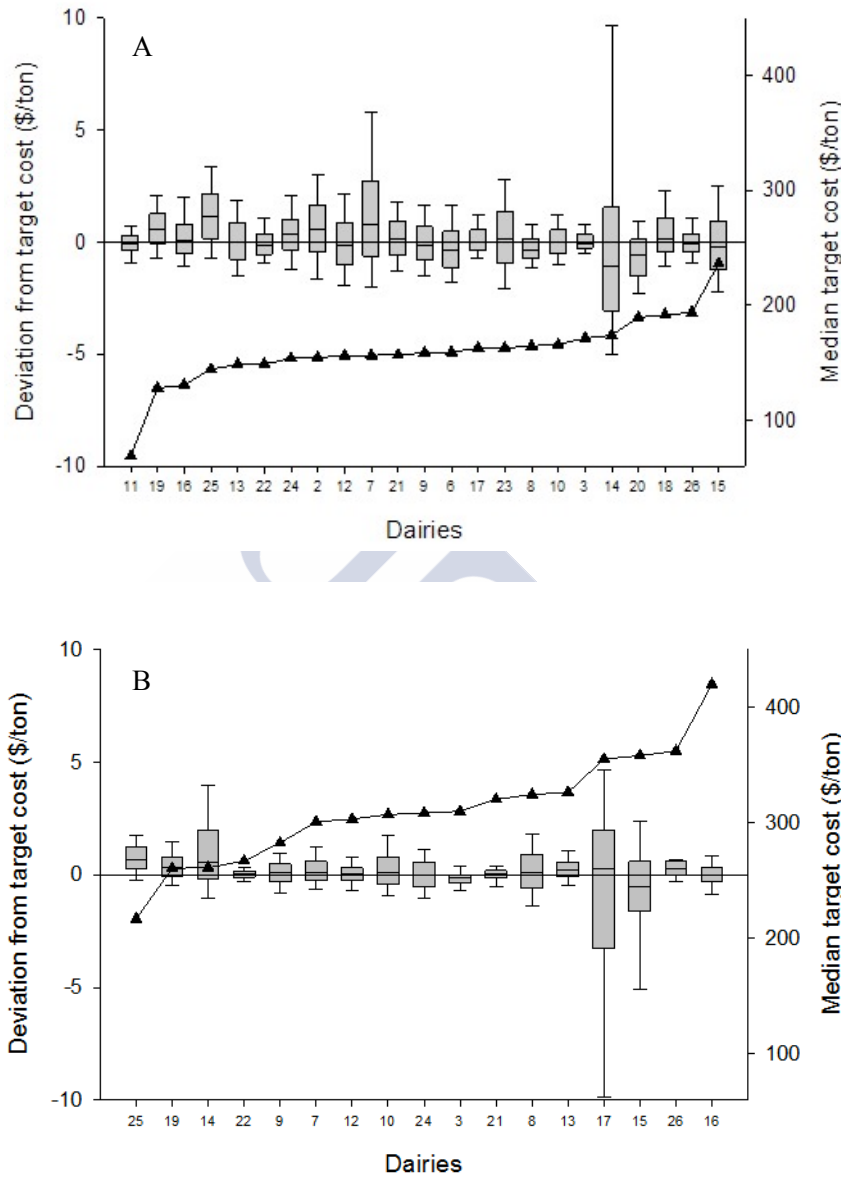 A
Deviation from target cost ($/ton)
10
5
0
-5
-10
Median target cost ($/ton)
400
300
200
100
11 19 16 25 13 22 24 2 12 7 21 9 6 17 23 8 10 3 14 20 18 26 15
Dairies
B
Deviation from target cost ($/ton)
10
5
0
-5
-10
Median target cost ($/ton)
400
300
200
100
25 19 14 22 9 7 12 10 24 3 21 8 13 17 15 26 16
Dairies